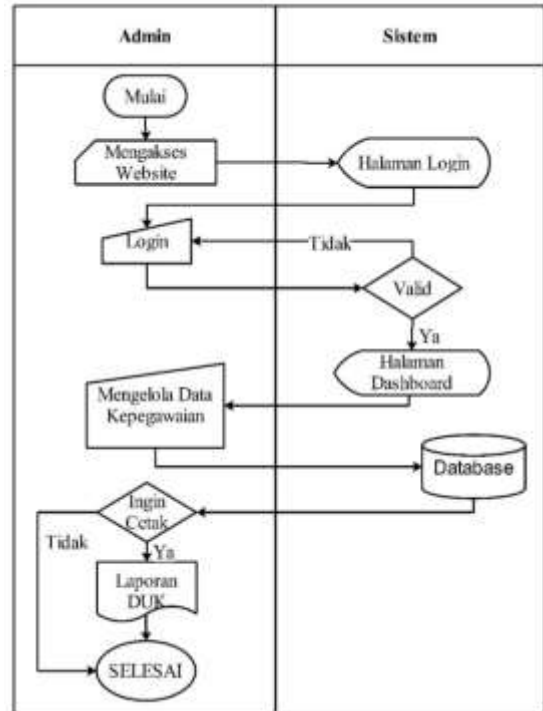 Admin
Sistem
Mulai
Mengakses
Website
Halaman Login
Login
Tidak
Valid
Ya
Halaman
Dashboard
Mengelola Data
Kepegawaian
Database
Ingin
Cetak
Tidak
Ya
Laporan
DUK
SELESAI